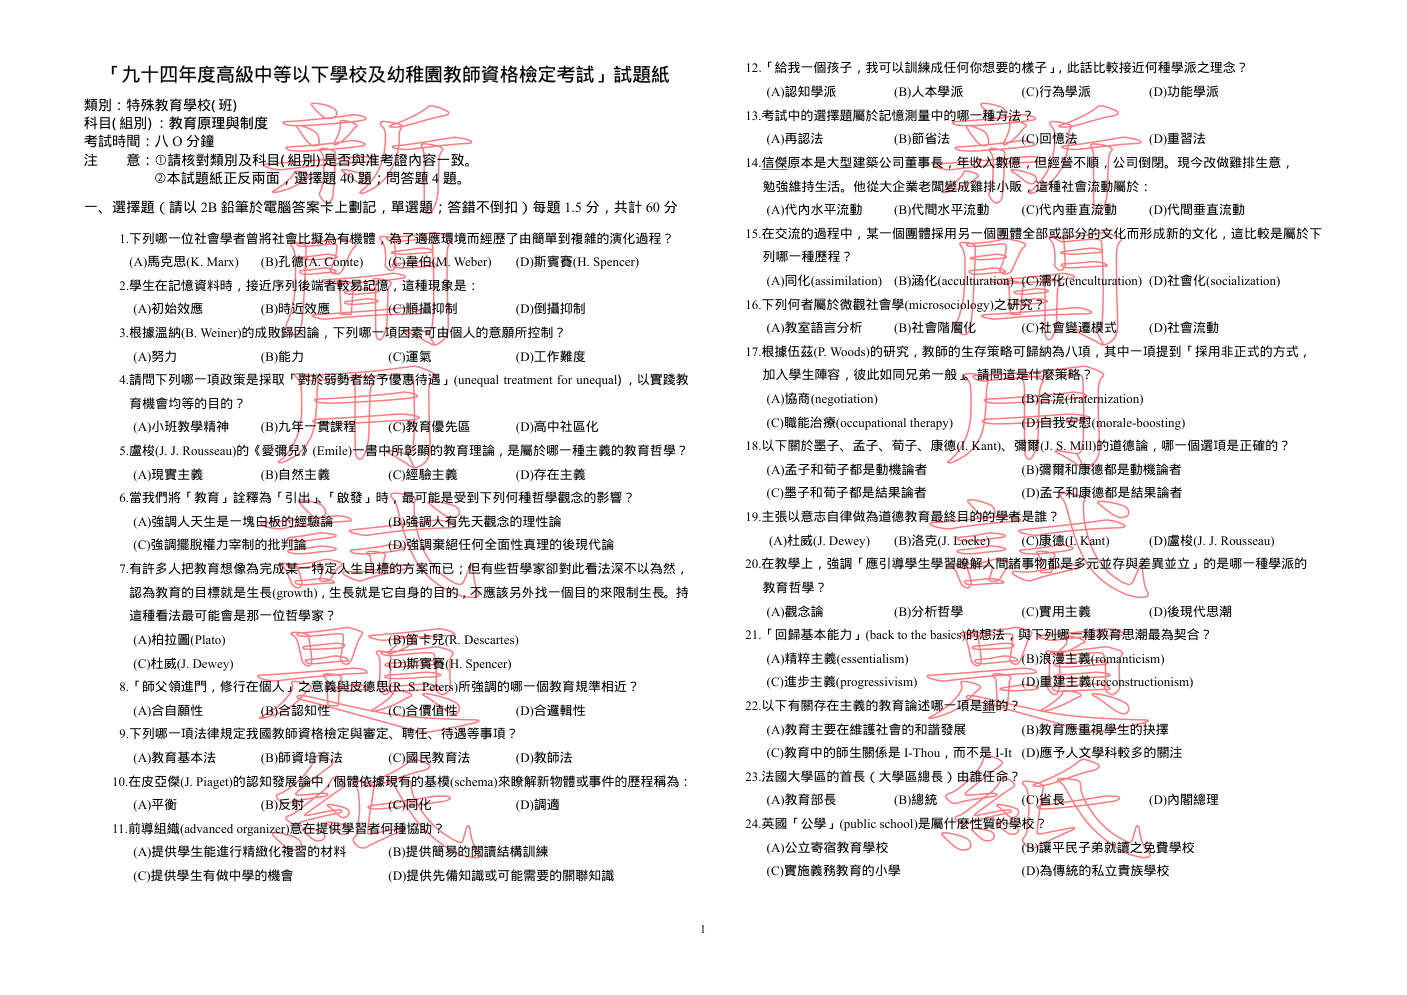 「九十四年度高級中等以下學校及幼稚園教師資格檢定考試」試題紙
類別：特殊教育學校( 班)
科目( 組別) ：教育原理與制度
考試時間：八 O 分鐘
注　　意：①請核對類別及科目( 組別) 是否與准考證內容一致。
②本試題紙正反兩面，選擇題 40 題；問答題 4 題。
一、選擇題（請以 2B 鉛筆於電腦答案卡上劃記，單選題；答錯不倒扣）每題 1.5 分，共計 60 分
1.下列哪一位社會學者曾將社會比擬為有機體，為了適應環境而經歷了由簡單到複雜的演化過程？
(A)馬克思(K. Marx) (B)孔德(A. Comte) (C)韋伯(M. Weber) (D)斯賓賽(H. Spencer)
2.學生在記憶資料時，接近序列後端者較易記憶，這種現象是：
(A)初始效應 (B)時近效應 (C)順攝抑制 (D)倒攝抑制
3.根據溫納(B. Weiner)的成敗歸因論，下列哪一項因素可由個人的意願所控制？
(A)努力 (B)能力 (C)運氣 (D)工作難度
4.請問下列哪一項政策是採取「對於弱勢者給予優惠待遇」(unequal treatment for unequal) ，以實踐教
育機會均等的目的？
(A)小班教學精神 (B)九年一貫課程 (C)教育優先區 (D)高中社區化
5.盧梭(J. J. Rousseau)的《愛彌兒》(Emile)一書中所彰顯的教育理論，是屬於哪一種主義的教育哲學？
(A)現實主義 (B)自然主義 (C)經驗主義 (D)存在主義
6.當我們將「教育」詮釋為「引出」、「啟發」時，最可能是受到下列何種哲學觀念的影響？
(A)強調人天生是一塊白板的經驗論 (B)強調人有先天觀念的理性論
(C)強調擺脫權力宰制的批判論 (D)強調棄絕任何全面性真理的後現代論
7.有許多人把教育想像為完成某一特定人生目標的方案而已；但有些哲學家卻對此看法深不以為然，
認為教育的目標就是生長(growth)，生長就是它自身的目的，不應該另外找一個目的來限制生長。持
這種看法最可能會是那一位哲學家？
(A)柏拉圖(Plato) (B)笛卡兒(R. Descartes)
(C)杜威(J. Dewey) (D)斯賓賽(H. Spencer)
8.「師父領進門，修行在個人」之意義與皮德思(R. S. Peters)所強調的哪一個教育規準相近？
(A)合自願性 (B)合認知性 (C)合價值性 (D)合邏輯性
9.下列哪一項法律規定我國教師資格檢定與審定、聘任、待遇等事項？
(A)教育基本法 (B)師資培育法 (C)國民教育法 (D)教師法
10.在皮亞傑(J. Piaget)的認知發展論中，個體依據現有的基模(schema)來瞭解新物體或事件的歷程稱為：
(A)平衡 (B)反射 (C)同化 (D)調適
11.前導組織(advanced organizer)意在提供學習者何種協助？
(A)提供學生能進行精緻化複習的材料 (B)提供簡易的閱讀結構訓練
(C)提供學生有做中學的機會 (D)提供先備知識或可能需要的關聯知識
12.「給我一個孩子，我可以訓練成任何你想要的樣子」，此話比較接近何種學派之理念？
(A)認知學派 (B)人本學派 (C)行為學派 (D)功能學派
13.考試中的選擇題屬於記憶測量中的哪一種方法？
(A)再認法 (B)節省法 (C)回憶法 (D)重習法
14.信傑原本是大型建築公司董事長，年收入數億，但經營不順，公司倒閉。現今改做雞排生意，
勉強維持生活。他從大企業老闆變成雞排小販，這種社會流動屬於：
(A)代內水平流動 (B)代間水平流動 (C)代內垂直流動 (D)代間垂直流動
15.在交流的過程中，某一個團體採用另一個團體全部或部分的文化而形成新的文化，這比較是屬於下
列哪一種歷程？
(A)同化(assimilation) (B)涵化(acculturation) (C)濡化(enculturation) (D)社會化(socialization)
16.下列何者屬於微觀社會學(microsociology)之研究？
(A)教室語言分析 (B)社會階層化 (C)社會變遷模式 (D)社會流動
17.根據伍茲(P. Woods)的研究，教師的生存策略可歸納為八項，其中一項提到「採用非正式的方式，
加入學生陣容，彼此如同兄弟一般」。請問這是什麼策略？
(A)協商(negotiation) (B)合流(fraternization)
(C)職能治療(occupational therapy) (D)自我安慰(morale-boosting)
18.以下關於墨子、孟子、荀子、康德(I. Kant)、彌爾(J. S. Mill)的道德論，哪一個選項是正確的？
(A)孟子和荀子都是動機論者 (B)彌爾和康德都是動機論者
(C)墨子和荀子都是結果論者 (D)孟子和康德都是結果論者
19.主張以意志自律做為道德教育最終目的的學者是誰？
(A)杜威(J. Dewey) (B)洛克(J. Locke) (C)康德(I. Kant) (D)盧梭(J. J. Rousseau)
20.在教學上，強調「應引導學生學習瞭解人間諸事物都是多元並存與差異並立」的是哪一種學派的
教育哲學？
(A)觀念論 (B)分析哲學 (C)實用主義 (D)後現代思潮
21.「回歸基本能力」(back to the basics)的想法，與下列哪一種教育思潮最為契合？
(A)精粹主義(essentialism) (B)浪漫主義(romanticism)
(C)進步主義(progressivism) (D)重建主義(reconstructionism)
22.以下有關存在主義的教育論述哪一項是錯的？
(A)教育主要在維護社會的和諧發展 (B)教育應重視學生的抉擇
(C)教育中的師生關係是 I-Thou，而不是 I-It (D)應予人文學科較多的關注
23.法國大學區的首長（大學區總長）由誰任命？
(A)教育部長 (B)總統 (C)省長 (D)內閣總理
24.英國「公學」(public school)是屬什麼性質的學校？
(A)公立寄宿教育學校 (B)讓平民子弟就讀之免費學校
(C)實施義務教育的小學 (D)為傳統的私立貴族學校
新聞用試題紙
新聞用試題紙
1